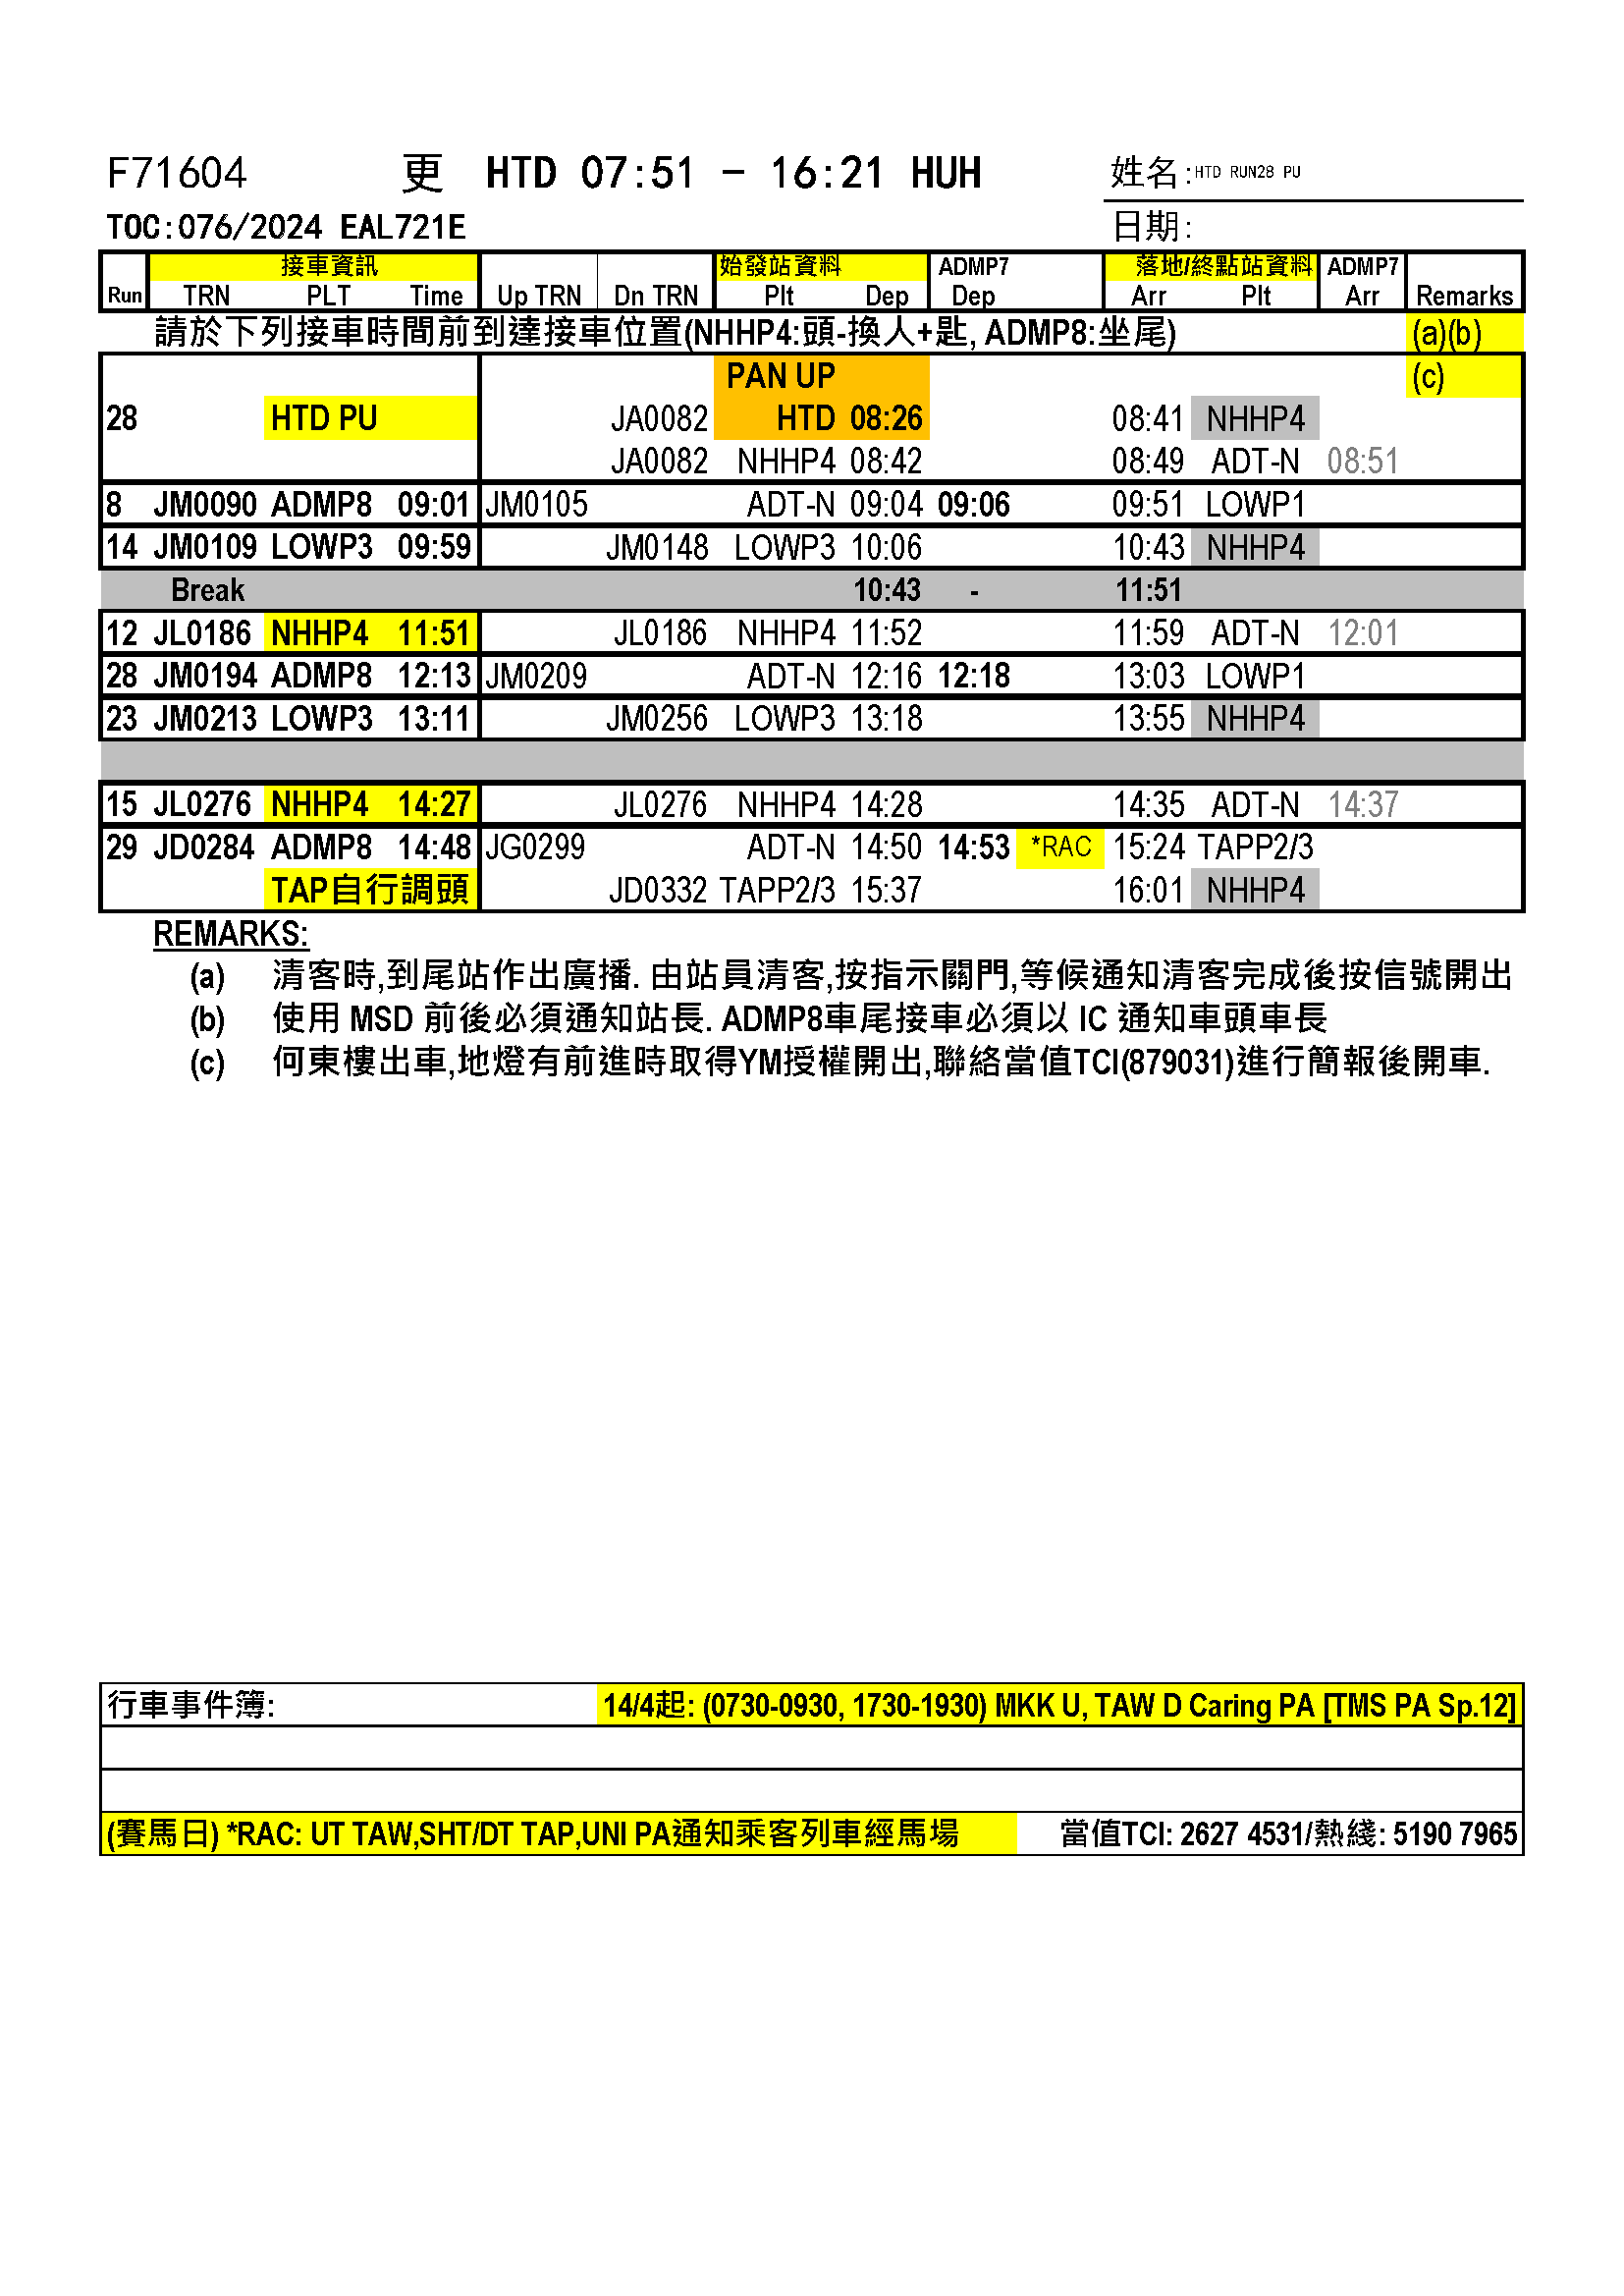 F71604 更 HTD 07:51 - 16:21 HUH 姓名:HTD RUN28 PU
TOC:076/2024 EAL721E 日期:
接車資訊 始發站資料 ADMP7 落地/終點站資料 ADMP7
Run TRN PLT Time Up TRN Dn TRN Plt Dep Dep Arr Plt Arr Remarks
請於下列接車時間前到達接車位置(NHHP4:頭-換人+匙, ADMP8:坐尾) (a)(b)
PAN UP (c)
28 HTD PU JA0082 HTD 08:26 08:41 NHHP4
JA0082 NHHP4 08:42 08:49 ADT-N 08:51
8 JM0090 ADMP8 09:01 JM0105 ADT-N 09:04 09:06 09:51 LOWP1
14 JM0109 LOWP3 09:59 JM0148 LOWP3 10:06 10:43 NHHP4
Break 10:43 - 11:51
12 JL0186 NHHP4 11:51 JL0186 NHHP4 11:52 11:59 ADT-N 12:01
28 JM0194 ADMP8 12:13 JM0209 ADT-N 12:16 12:18 13:03 LOWP1
23 JM0213 LOWP3 13:11 JM0256 LOWP3 13:18 13:55 NHHP4
15 JL0276 NHHP4 14:27 JL0276 NHHP4 14:28 14:35 ADT-N 14:37
29 JD0284 ADMP8 14:48 JG0299 ADT-N 14:50 14:53 *RAC 15:24 TAPP2/3
TAP自行調頭 JD0332 TAPP2/3 15:37 16:01 NHHP4
REMARKS:
(a) 清客時,到尾站作出廣播. 由站員清客,按指示關門,等候通知清客完成後按信號開出
(b) 使用 MSD 前後必須通知站長. ADMP8車尾接車必須以 IC 通知車頭車長
(c) 何東樓出車,地燈有前進時取得YM授權開出,聯絡當值TCI(879031)進行簡報後開車.
行車事件簿: 14/4起: (0730-0930, 1730-1930) MKK U, TAW D Caring PA [TMS PA Sp.12]
(賽馬日) *RAC: UT TAW,SHT/DT TAP,UNI PA通知乘客列車經馬場 當值TCI: 2627 4531/熱綫: 5190 7965